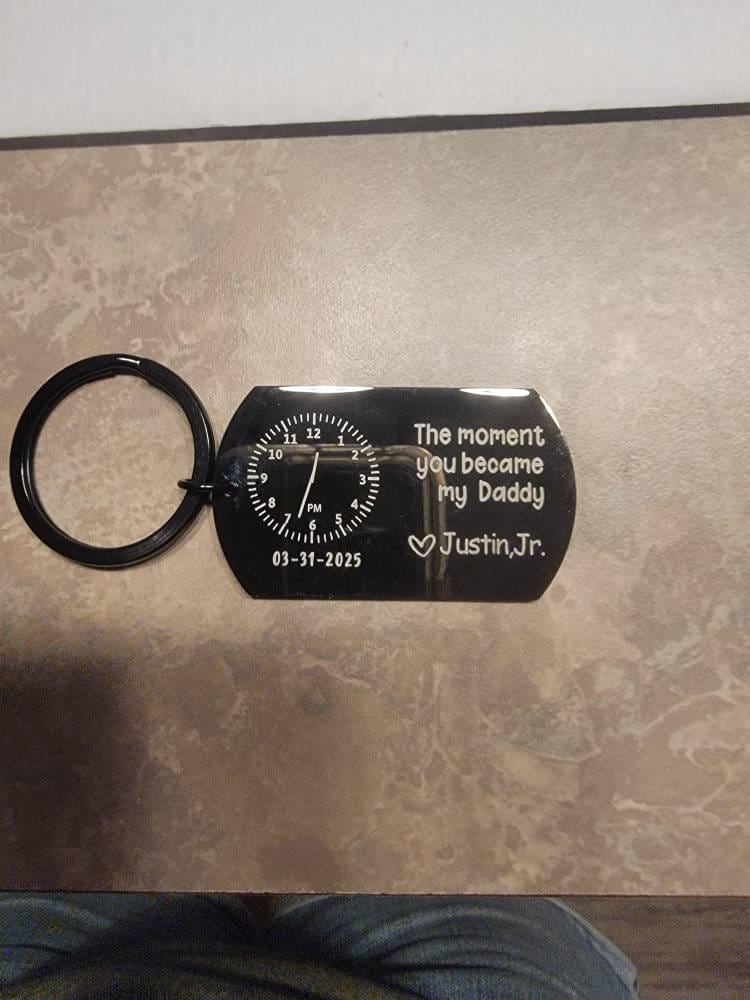 12
11 1
10 2
9 3
8 4
PM
7 5
6
03-31-2025
The moment
you became
my Daddy
♡ Justin,Jr.